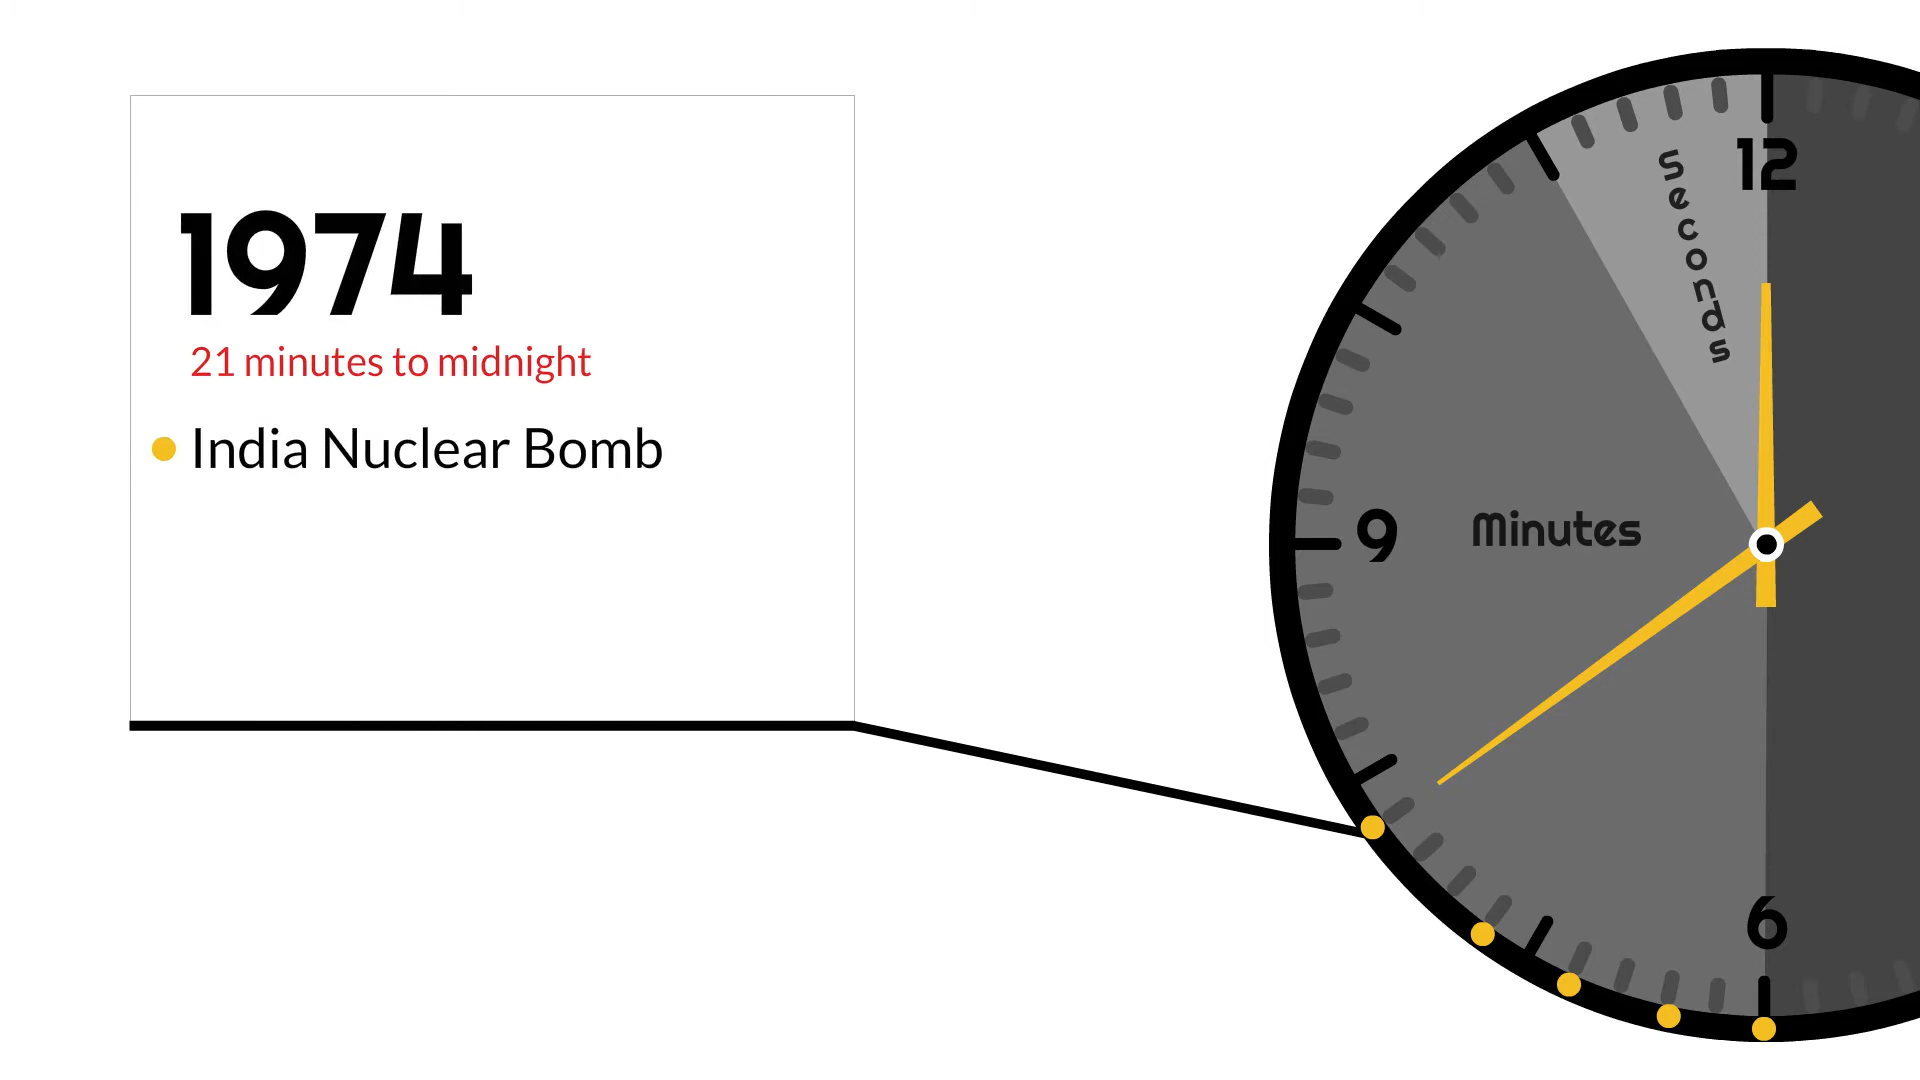 1974
21 minutes to midnight
India Nuclear Bomb
12
Seconds
9
Minutes
6